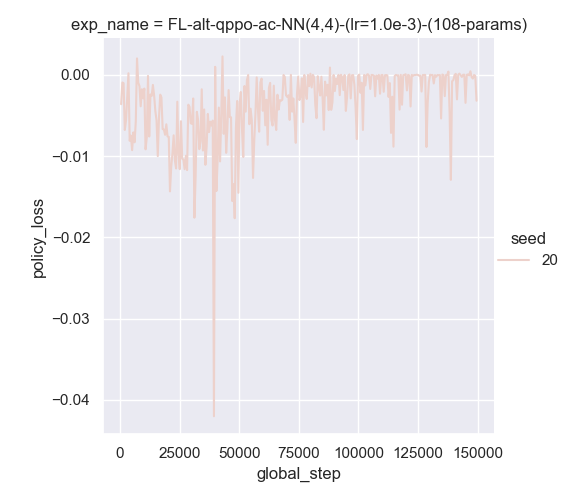 exp_name = FL-alt-qppo-ac-NN(4,4)-(lr=1.0e-3)-(108-params)
0.00
−0.01
−0.02
−0.03
−0.04
policy_loss
0 25000 50000 75000 100000 125000 150000
global_step
seed
20